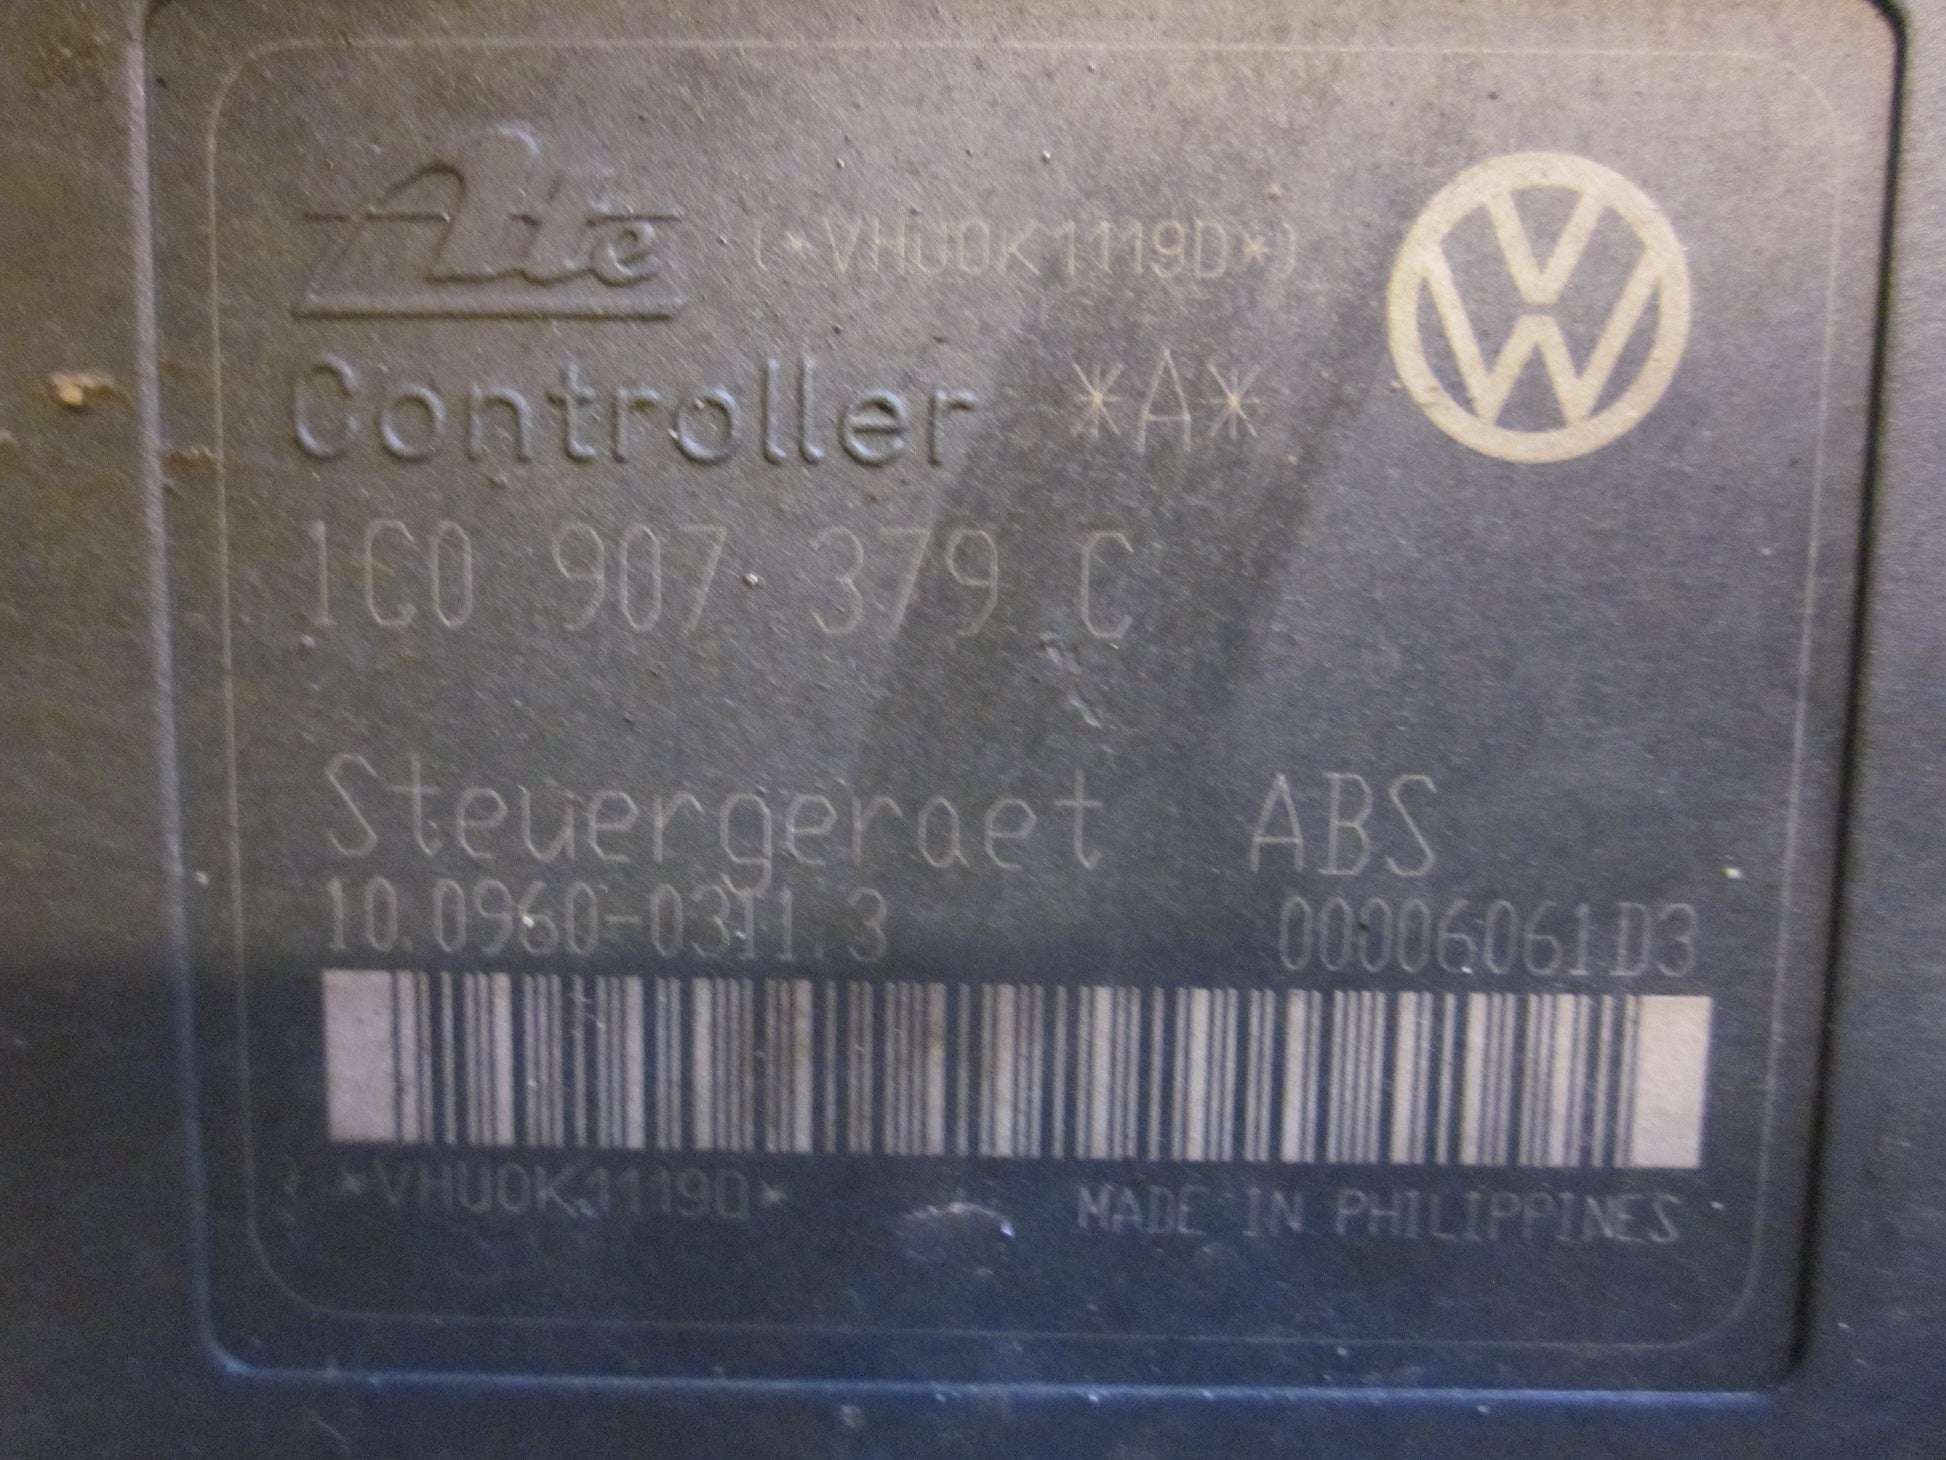 Ate (*VHU0K1119D*)
Controller *A*
1C0 907 379 C
Steuergeraet ABS
10.0960-0311.3 00006061D3
*VHU0K1119D*
MADE IN PHILIPPINES